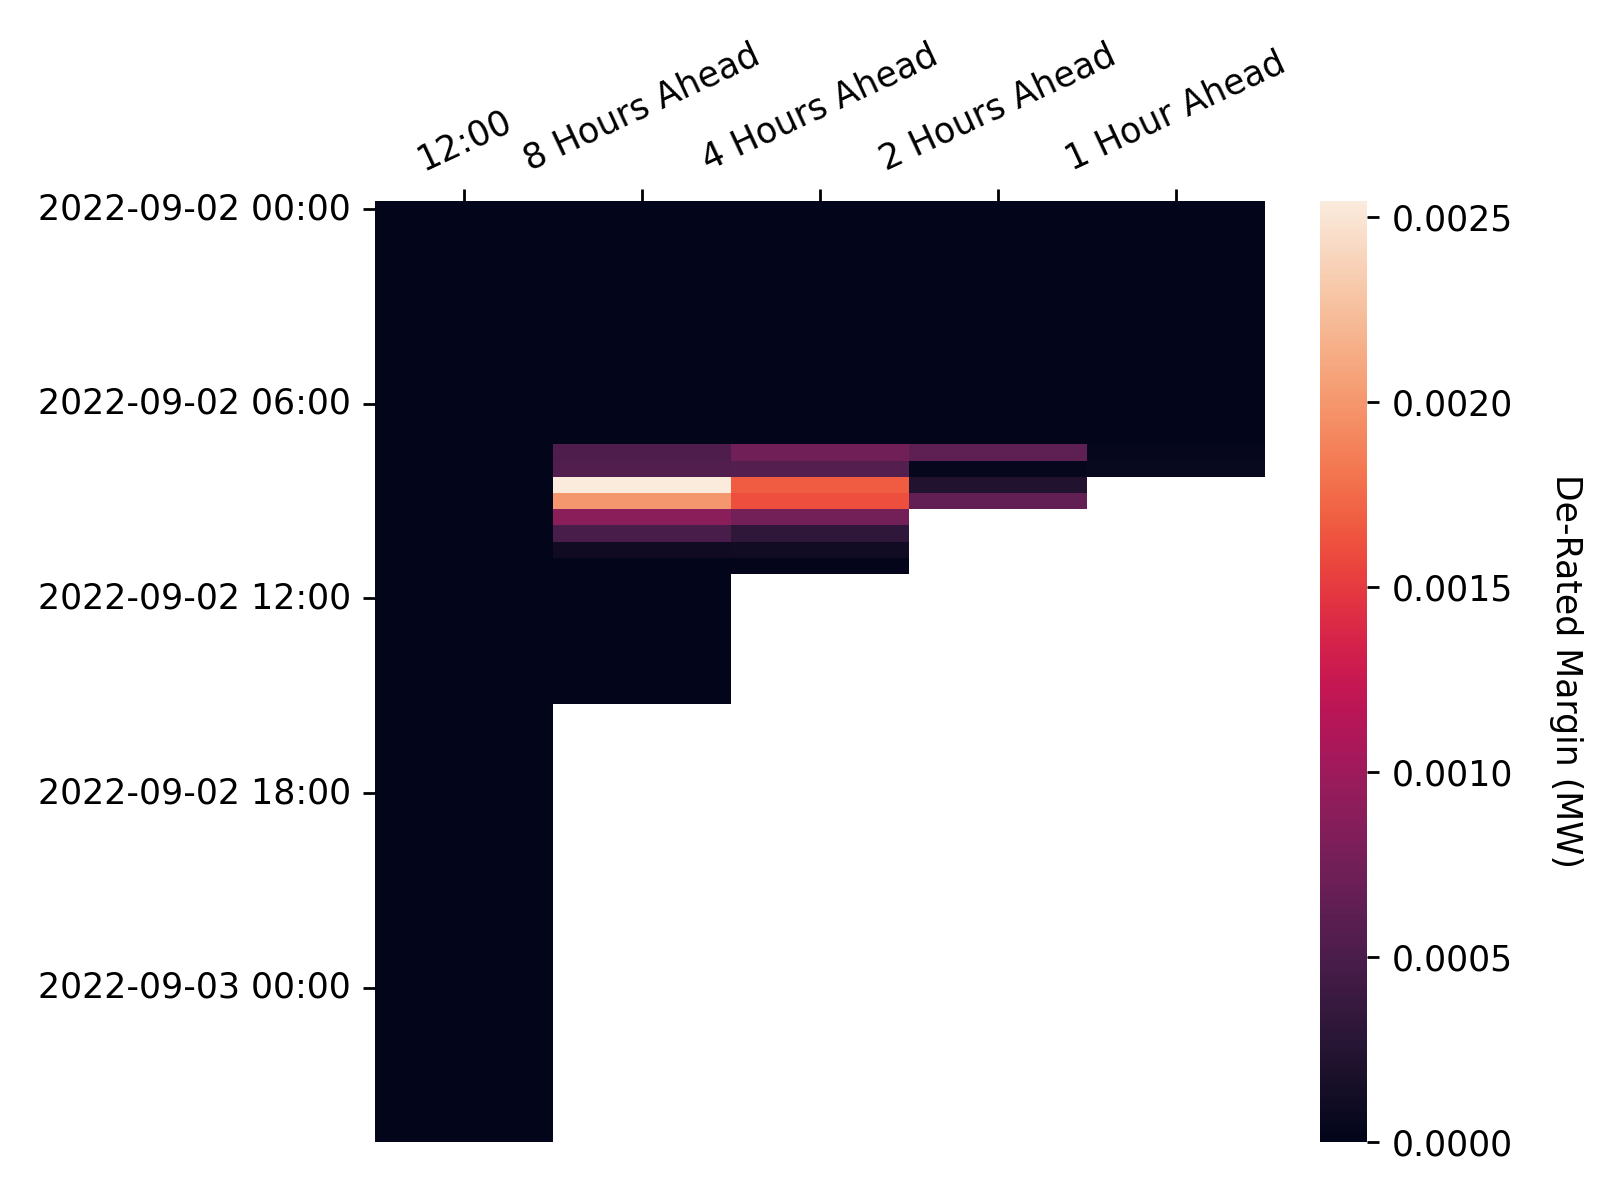 12:00
8 Hours Ahead
4 Hours Ahead
2 Hours Ahead
1 Hour Ahead
2022-09-02 00:00
2022-09-02 06:00
2022-09-02 12:00
2022-09-02 18:00
2022-09-03 00:00
0.0025
0.0020
0.0015
0.0010
0.0005
0.0000
De-Rated Margin (MW)